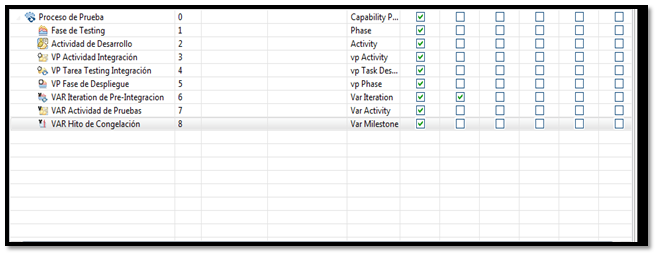 Proceso de Prueba 0 Capability P...
Fase de Testing 1 Phase
Actividad de Desarrollo 2 Activity
VP Actividad Integración 3 vp Activity
VP Tarea Testing Integración 4 vp Task Des...
VP Fase de Despliegue 5 vp Phase
VAR Iteration de Pre-Integracion 6 Var Iteration
VAR Actividad de Pruebas 7 Var Activity
VAR Hito de Congelación 8 Var Milestone